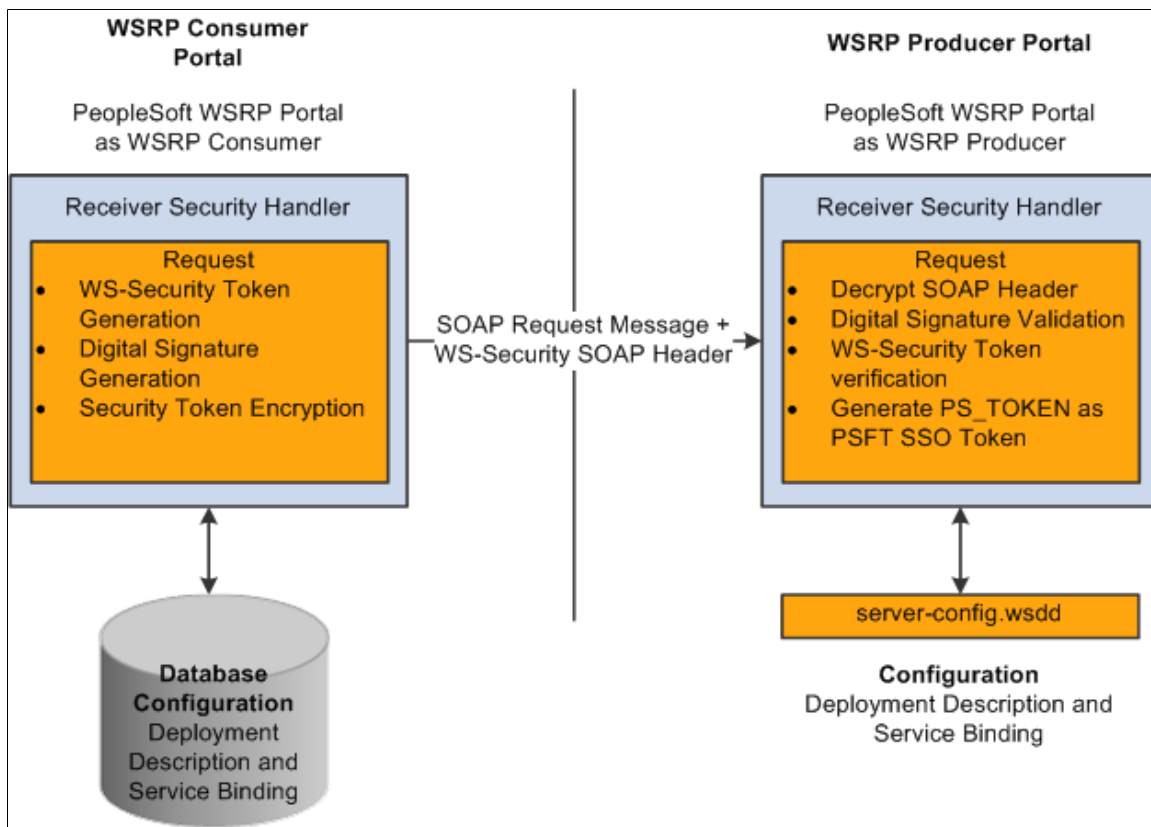 WSRP Consumer
Portal
PeopleSoft WSRP Portal
as WSRP Consumer
Receiver Security Handler
Request
• WS-Security Token
Generation
• Digital Signature
Generation
• Security Token Encryption
Database
Configuration
Deployment
Description and
Service Binding
SOAP Request Message +
WS-Security SOAP Header
WSRP Producer Portal
PeopleSoft WSRP Portal
as WSRP Producer
Receiver Security Handler
Request
• Decrypt SOAP Header
• Digital Signature Validation
• WS-Security Token
verification
• Generate PS_TOKEN as
PSFT SSO Token
server-config.wsdd
Configuration
Deployment Description and
Service Binding